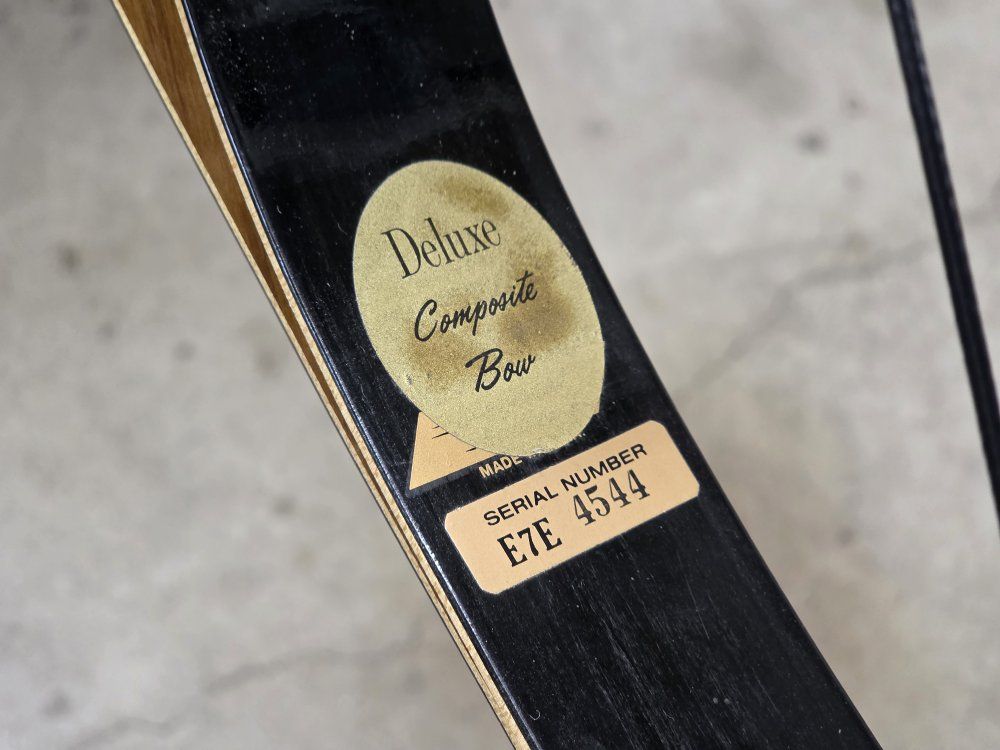 Deluxe
Composite
Bow
MADE
SERIAL NUMBER
E7E 4544